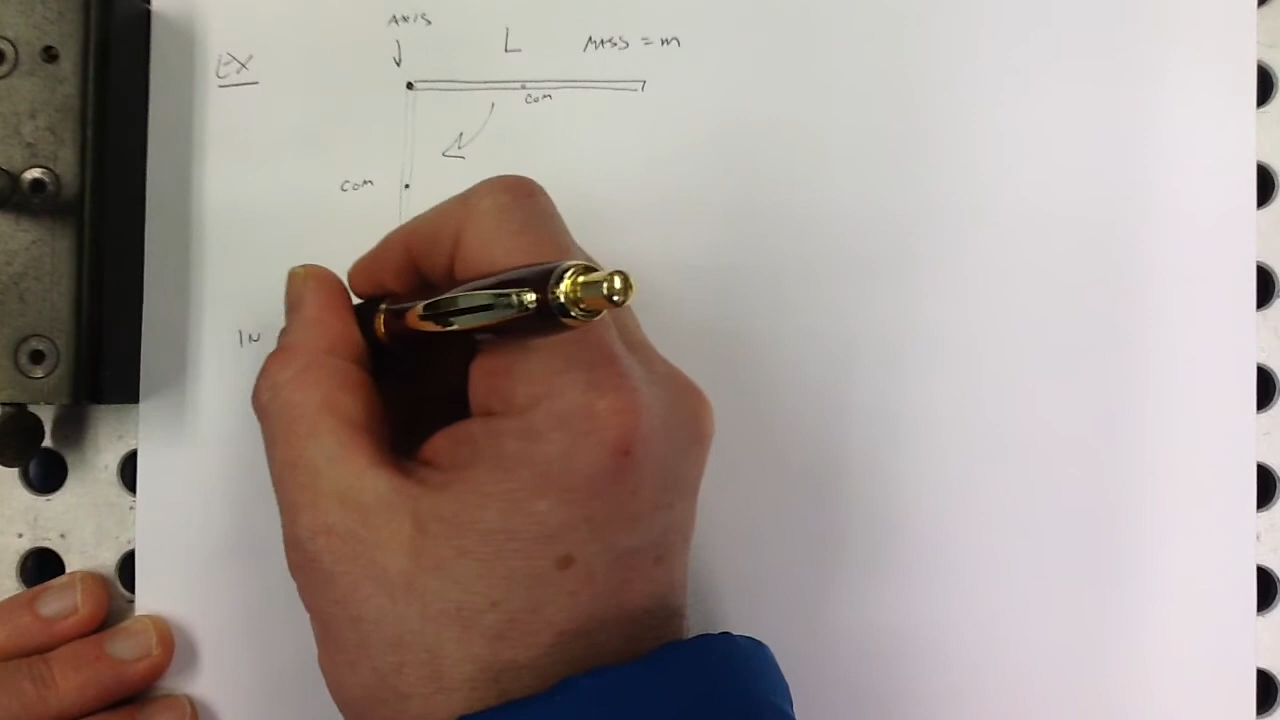 AXIS
EX
L
MASS = m
COM
COM
IN